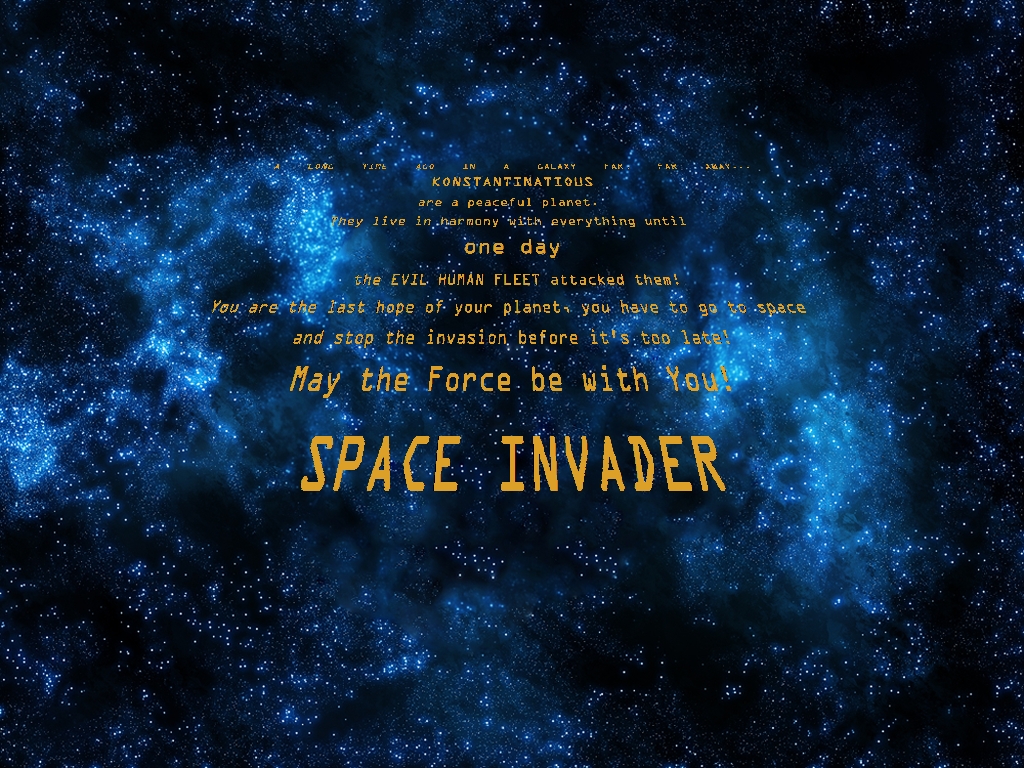 A LONG TIME AGO IN A GALAXY FAR FAR AWAY...
KONSTANTINATIOUS
are a peaceful planet.
They live in harmony with everything until
one day
the EVIL HUMAN FLEET attacked them!
You are the last hope of your planet, you have to go to space
and stop the invasion before it's too late!
May the Force be with You!
SPACE INVADER